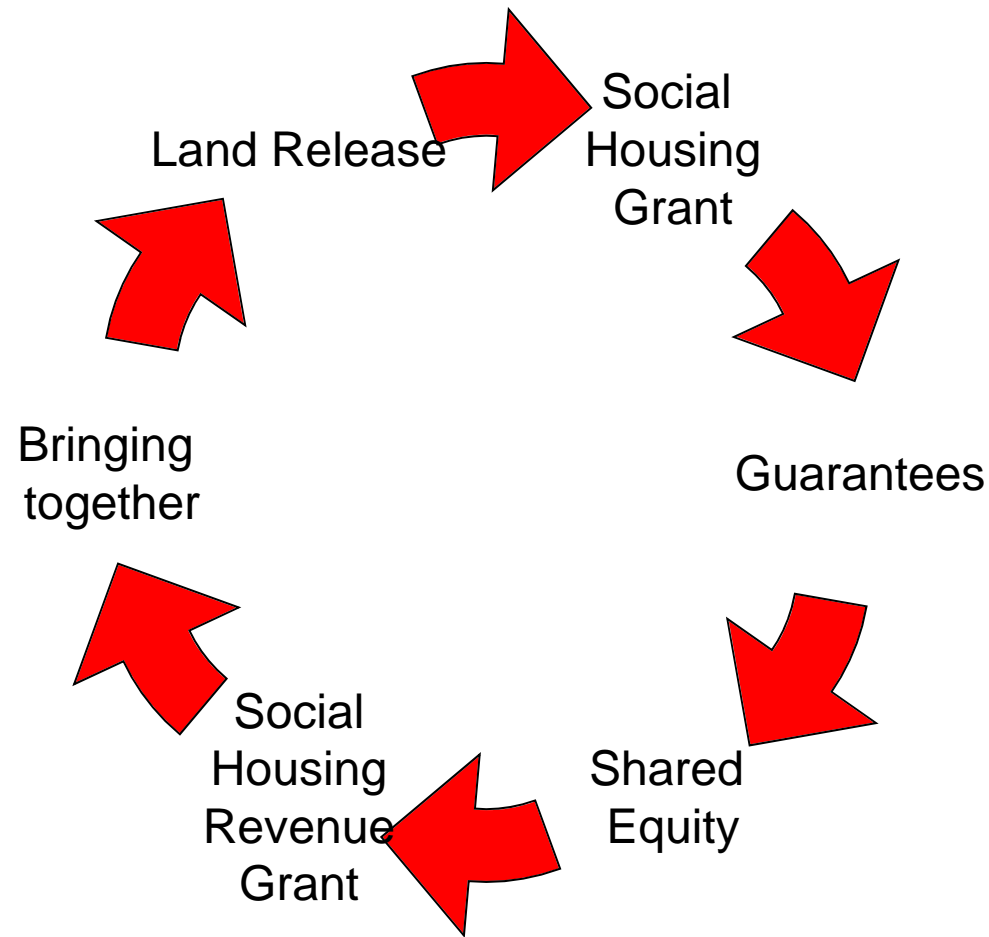 Land Release
Social
Housing
Grant
Guarantees
Shared
Equity
Social
Housing
Revenue
Grant
Bringing
together